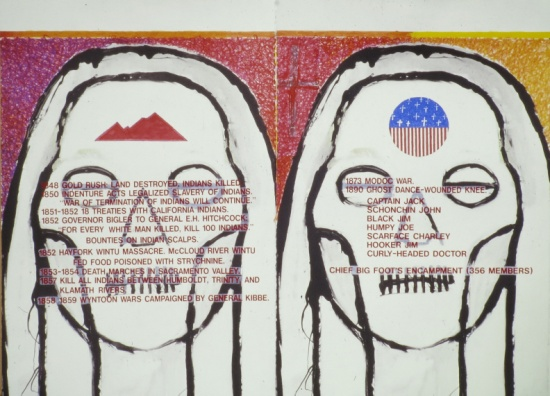 1848 GOLD RUSH: LAND DESTROYED, INDIANS KILLED.
1850 INDENTURE ACTS LEGALIZED SLAVERY OF INDIANS.
"WAR OF TERMINATION OF INDIANS WILL CONTINUE."
1851-1852 18 TREATIES WITH CALIFORNIA INDIANS.
1852 GOVERNOR BIGLER TO GENERAL E.H. HITCHCOCK
"FOR EVERY WHITE MAN KILLED, KILL 100 INDIANS."
BOUNTIES ON INDIAN SCALPS.
1852 HAYFORK WINTU MASSACRE. McCLOUD RIVER WINTU
FED FOOD POISONED WITH STRYCHNINE.
1853-1854 DEATH MARCHES IN SACRAMENTO VALLEY.
1857 KILL ALL INDIANS BETWEEN HUMBOLDT, TRINITY, AND
KLAMATH RIVERS.
1858-1859 WYNTOON WARS CAMPAIGNED BY GENERAL KIBBE.
1873 MODOC WAR.
1890 GHOST DANCE-WOUNDED KNEE
CAPTAIN JACK
SCHONCHIN JOHN
BLACK JIM
HUMPY JOE
SCARFACE CHARLEY
HOOKER JIM
CURLY-HEADED DOCTOR
CHIEF BIG FOOT'S ENCAMPMENT (356 MEMBERS)